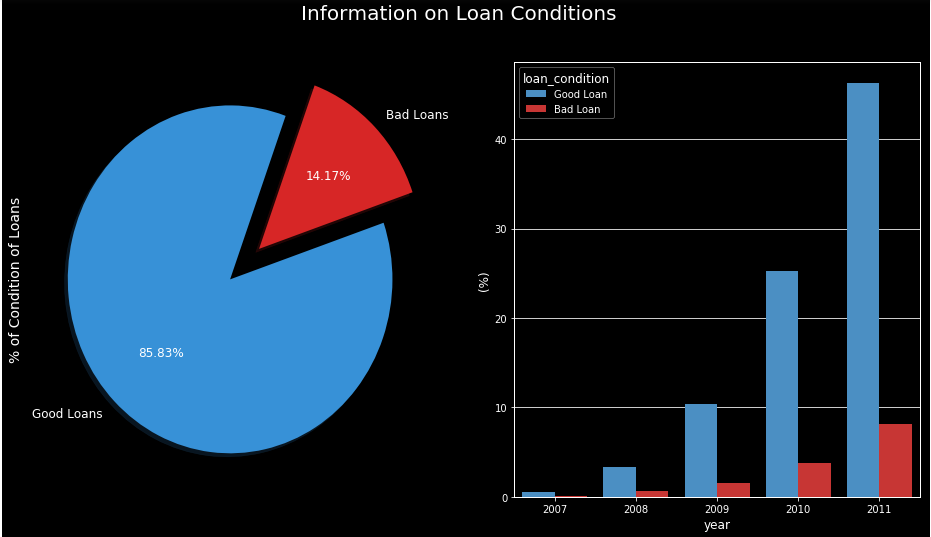 Information on Loan Conditions
% of Condition of Loans
Bad Loans
14.17%
85.83%
Good Loans
loan_condition
Good Loan
Bad Loan
(%)
40
30
20
10
0
2007 2008 2009 2010 2011
year